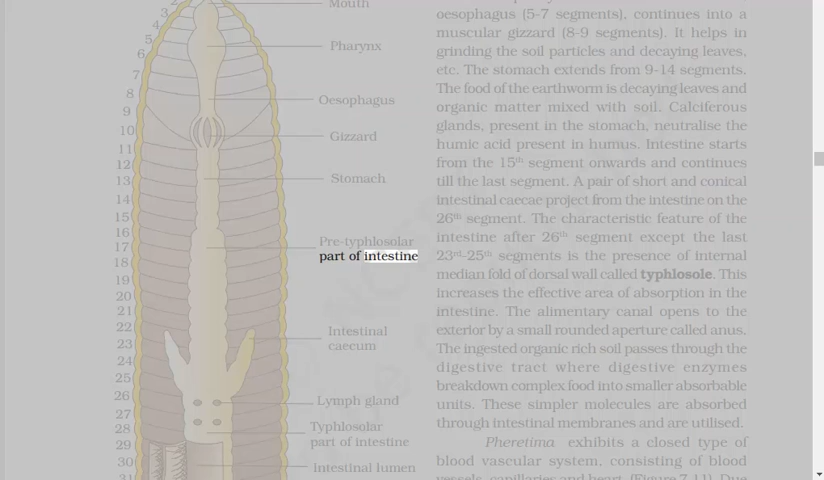 2
Mouth
3
4
5
Pharynx
6
7
8
Oesophagus
9
10
Gizzard
11
12
13
Stomach
14
15
16
Pre-typhlosolar
17
part of intestine
18
19
20
21
22
Intestinal
23
caecum
24
25
26
Lymph gland
27
28
Typhlosolar
29
part of intestine
30
Intestinal lumen
31
oesophagus (5-7 segments), continues into a
muscular gizzard (8-9 segments). It helps in
grinding the soil particles and decaying leaves,
etc. The stomach extends from 9-14 segments.
The food of the earthworm is decaying leaves and
organic matter mixed with soil. Calciferous
glands, present in the stomach, neutralise the
humic acid present in humus. Intestine starts
from the 15th segment onwards and continues
till the last segment. A pair of short and conical
intestinal caecae project from the intestine on the
26th segment. The characteristic feature of the
intestine after 26th segment except the last
23rd-25th segments is the presence of internal
median fold of dorsal wall called typhlosole. This
increases the effective area of absorption in the
intestine. The alimentary canal opens to the
exterior by a small rounded aperture called anus.
The ingested organic rich soil passes through the
digestive tract where digestive enzymes
breakdown complex food into smaller absorbable
units. These simpler molecules are absorbed
through intestinal membranes and are utilised.
Pheretima exhibits a closed type of
blood vascular system, consisting of blood
vessels, capillaries and heart. (Figure 7.11). Due